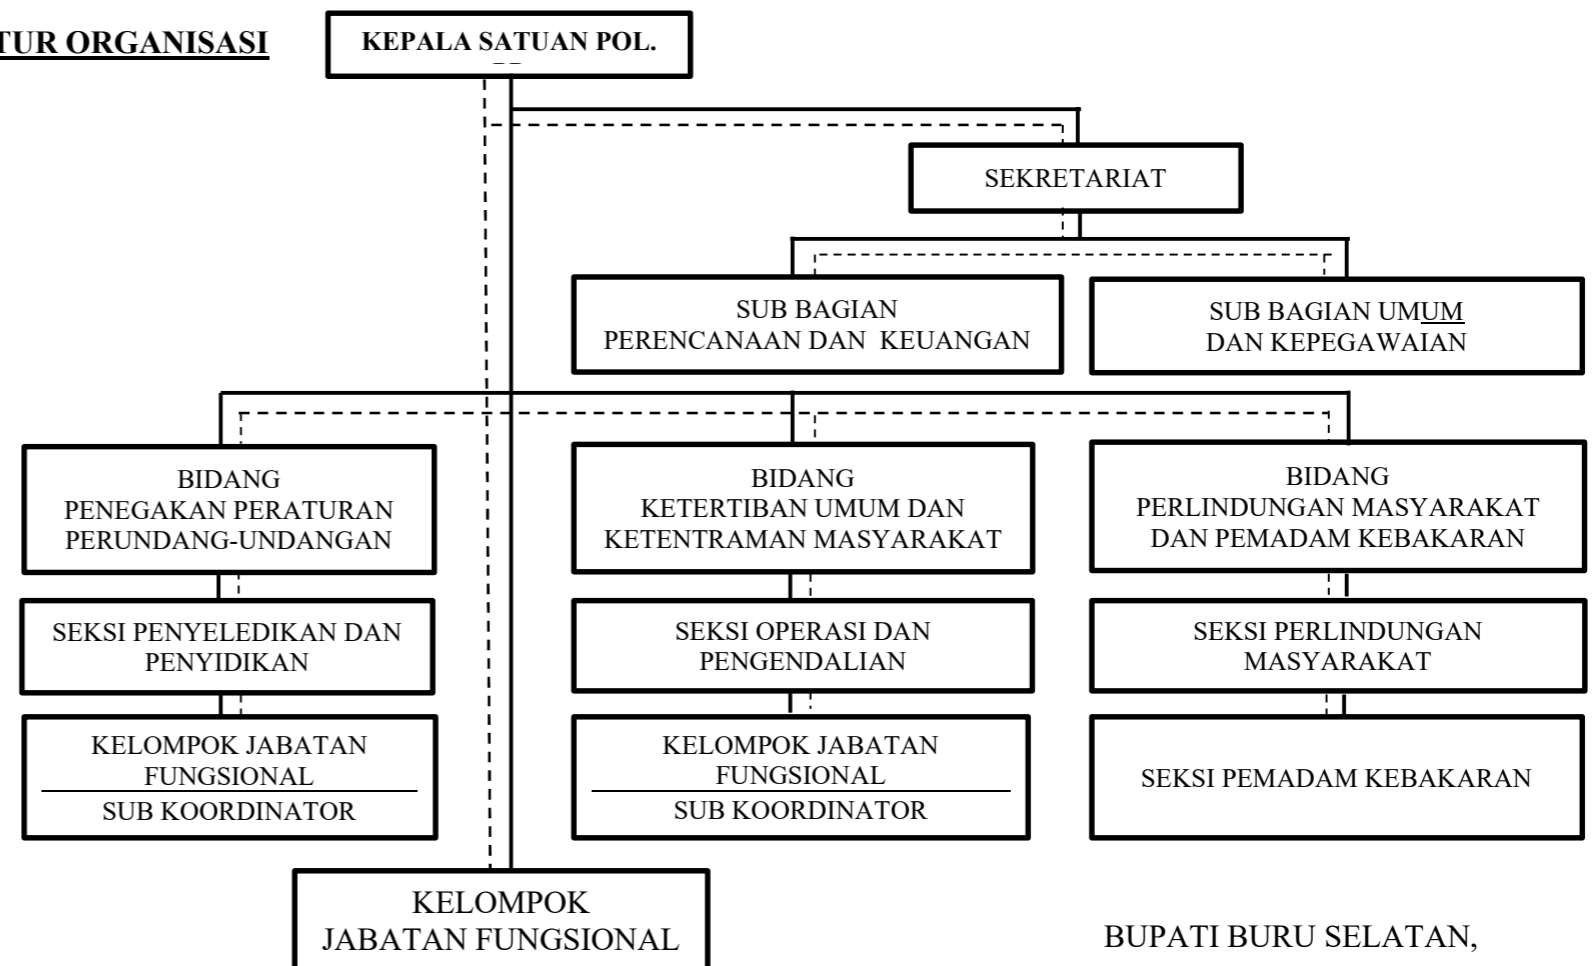 TUR ORGANISASI
KEPALA SATUAN POL.
SEKRETARIAT
SUB BAGIAN
PERENCANAAN DAN KEUANGAN
SUB BAGIAN UMUM
DAN KEPEGAWAIAN
BIDANG
PENEGAKAN PERATURAN
PERUNDANG-UNDANGAN
BIDANG
KETERTIBAN UMUM DAN
KETENTRAMAN MASYARAKAT
BIDANG
PERLINDUNGAN MASYARAKAT
DAN PEMADAM KEBAKARAN
SEKSI PENYELEDIKAN DAN
PENYIDIKAN
SEKSI OPERASI DAN
PENGENDALIAN
SEKSI PERLINDUNGAN
MASYARAKAT
KELOMPOK JABATAN
FUNGSIONAL
SUB KOORDINATOR
KELOMPOK JABATAN
FUNGSIONAL
SUB KOORDINATOR
SEKSI PEMADAM KEBAKARAN
KELOMPOK
JABATAN FUNGSIONAL
BUPATI BURU SELATAN,